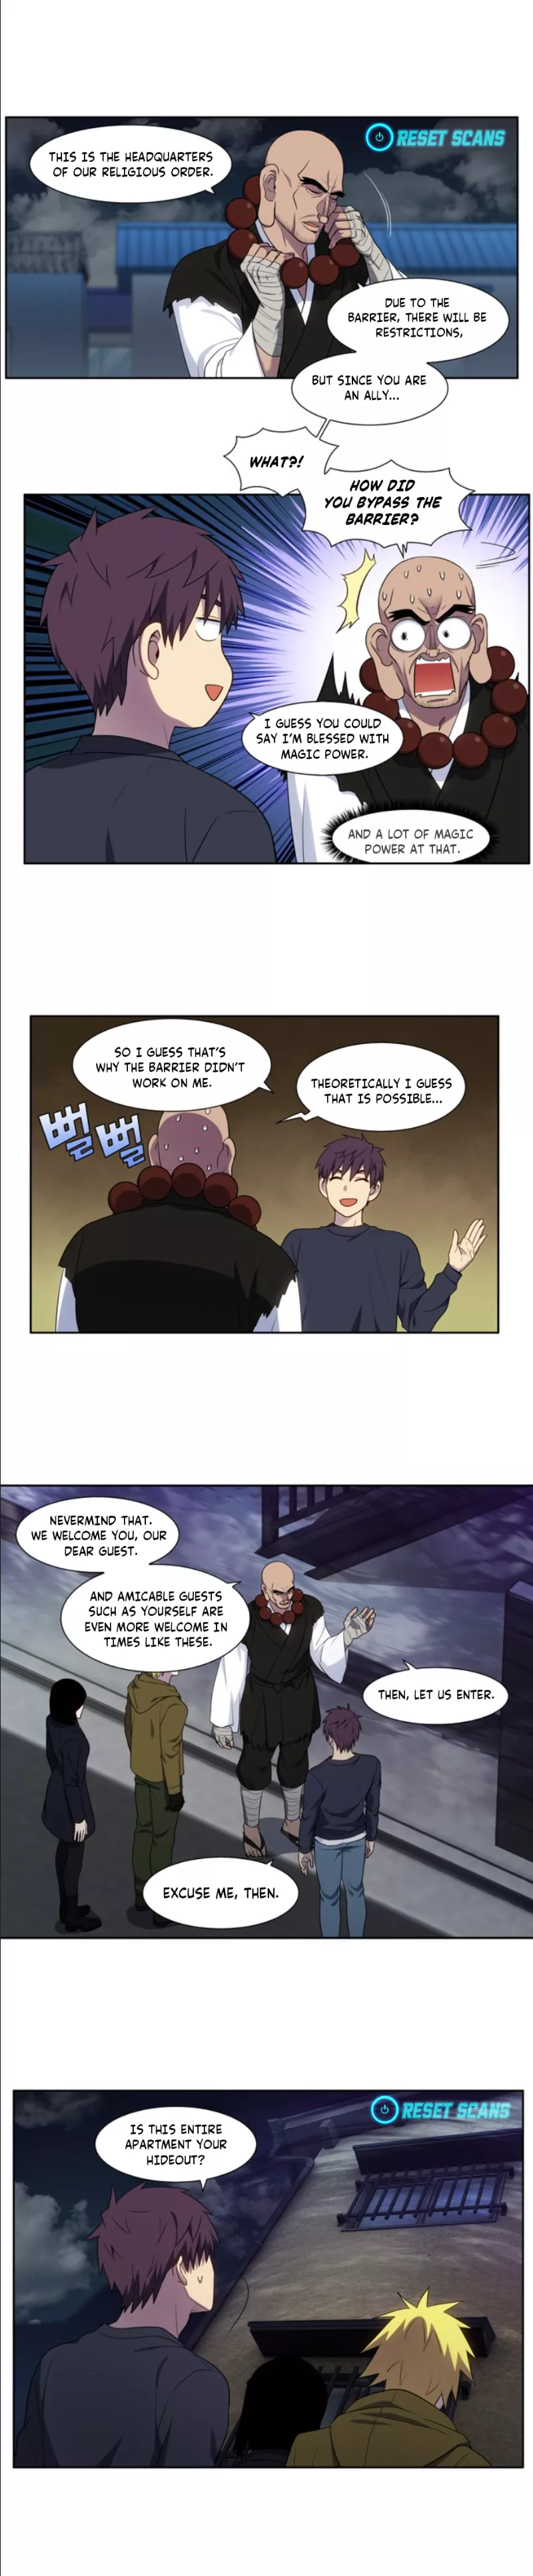 RESET SCANS
THIS IS THE HEADQUARTERS
OF OUR RELIGIOUS ORDER.
DUE TO THE
BARRIER, THERE WILL BE
RESTRICTIONS,
BUT SINCE YOU ARE
AN ALLY...
WHAT?!
HOW DID
YOU BYPASS THE
BARRIER?
I GUESS YOU COULD
SAY I'M BLESSED WITH
MAGIC POWER.
AND A LOT OF MAGIC
POWER AT THAT.
SO I GUESS THAT'S
WHY THE BARRIER DIDN'T
WORK ON ME.
THEORETICALLY I GUESS
THAT IS POSSIBLE...
뻘
뻘
NEVERMIND THAT.
WE WELCOME YOU, OUR
DEAR GUEST.
AND AMICABLE GUESTS
SUCH AS YOURSELF ARE
EVEN MORE WELCOME IN
TIMES LIKE THESE.
THEN, LET US ENTER.
EXCUSE ME, THEN.
RESET SCANS
IS THIS ENTIRE
APARTMENT YOUR
HIDEOUT?